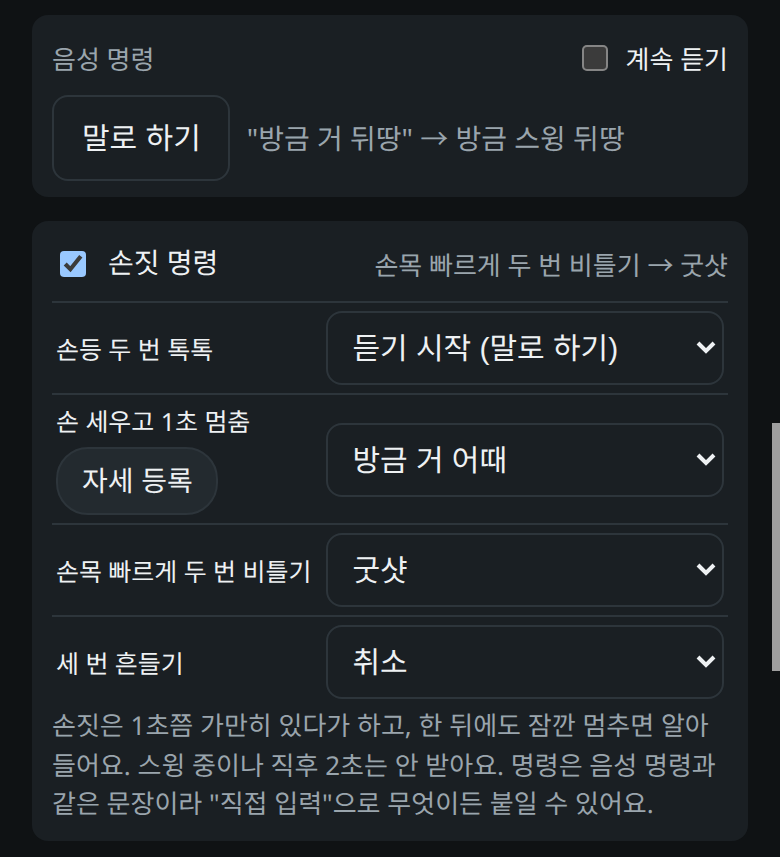 음성 명령
계속 듣기
말로 하기
"방금 거 뒤땅" → 방금 스윙 뒤땅
손짓 명령
손목 빠르게 두 번 비틀기 → 굿샷
손등 두 번 톡톡
듣기 시작 (말로 하기)
손 세우고 1초 멈춤
자세 등록
방금 거 어때
손목 빠르게 두 번 비틀기
굿샷
세 번 흔들기
취소
손짓은 1초쯤 가만히 있다가 하고, 한 뒤에도 잠깐 멈추면 알아
들어요. 스윙 중이나 직후 2초는 안 받아요. 명령은 음성 명령과
같은 문장이라 "직접 입력"으로 무엇이든 붙일 수 있어요.